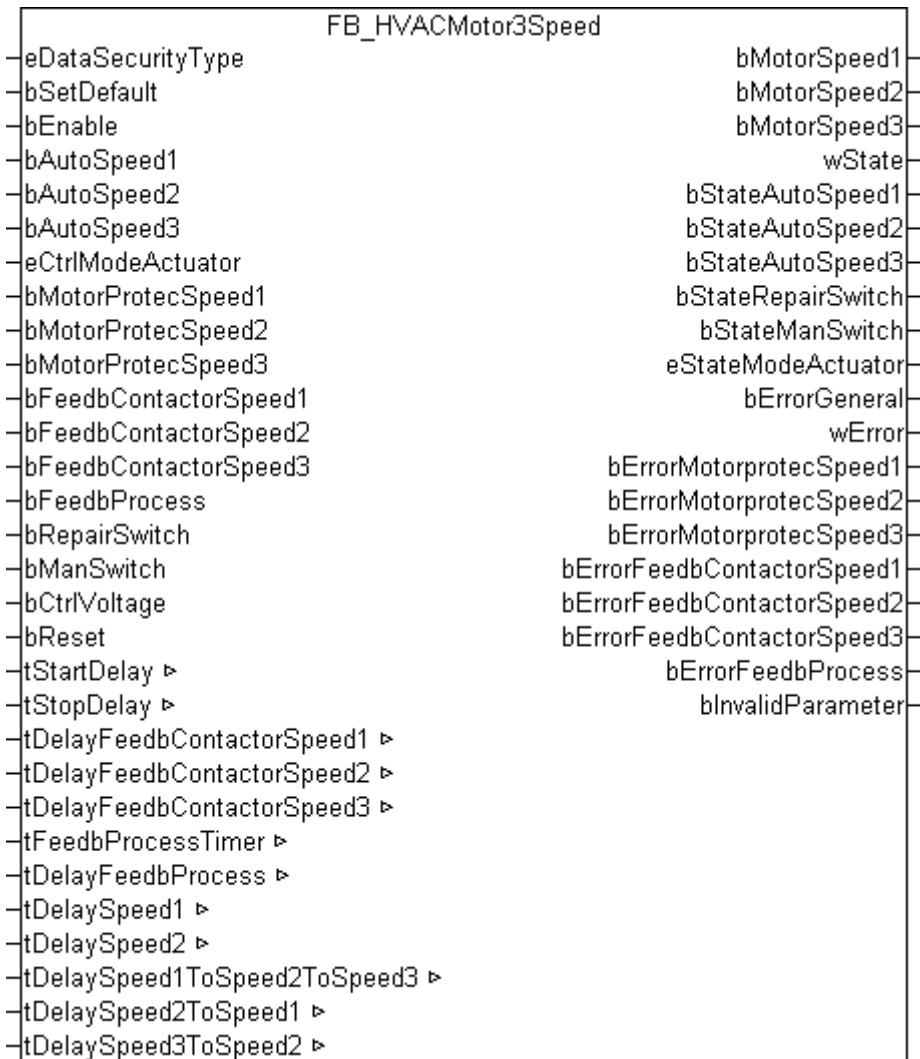 FB_HVACMotor3Speed
eDataSecurityType bMotorSpeed1
bSetDefault bMotorSpeed2
bEnable bMotorSpeed3
bAutoSpeed1 wState
bAutoSpeed2 bStateAutoSpeed1
bAutoSpeed3 bStateAutoSpeed2
eCtrlModeActuator bStateAutoSpeed3
bMotorProtecSpeed1 bStateRepairSwitch
bMotorProtecSpeed2 bStateManSwitch
bMotorProtecSpeed3 eStateModeActuator
bFeedbContactorSpeed1 bErrorGeneral
bFeedbContactorSpeed2 wError
bFeedbContactorSpeed3 bErrorMotorprotecSpeed1
bFeedbProcess bErrorMotorprotecSpeed2
bRepairSwitch bErrorMotorprotecSpeed3
bManSwitch bErrorFeedbContactorSpeed1
bCtrlVoltage bErrorFeedbContactorSpeed2
bReset bErrorFeedbContactorSpeed3
tStartDelay ▹ bErrorFeedbProcess
tStopDelay ▹ bInvalidParameter
tDelayFeedbContactorSpeed1 ▹
tDelayFeedbContactorSpeed2 ▹
tDelayFeedbContactorSpeed3 ▹
tFeedbProcessTimer ▹
tDelayFeedbProcess ▹
tDelaySpeed1 ▹
tDelaySpeed2 ▹
tDelaySpeed1ToSpeed2ToSpeed3 ▹
tDelaySpeed2ToSpeed1 ▹
tDelaySpeed3ToSpeed2 ▹